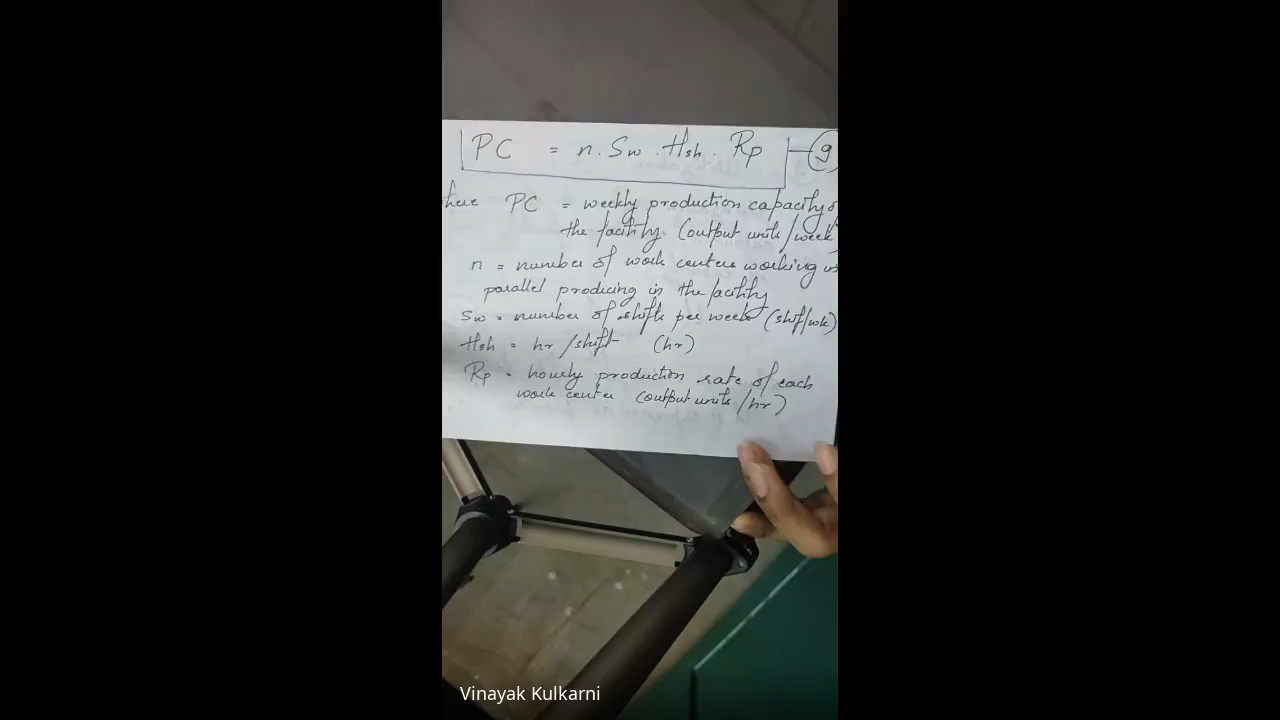 PC = n. Sw. Hsh. Rp — 9
here PC = weekly production capacity o
the facility. (output units/week
n = number of work centers working in
parallel producing in the facility
Sw = number of shifts per week (shift/wk)
Hsh = hr/shift (hr)
Rp = hourly production rate of each
work center (output units/hr)
Vinayak Kulkarni